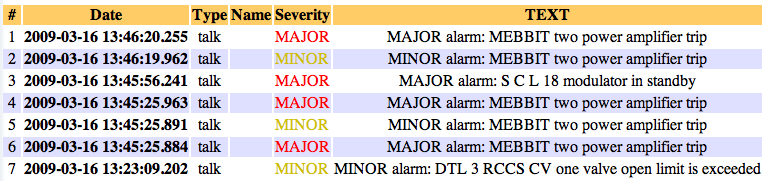 # Date Type Name Severity TEXT
1 2009-03-16 13:46:20.255 talk MAJOR MAJOR alarm: MEBBIT two power amplifier trip
2 2009-03-16 13:46:19.962 talk MINOR MINOR alarm: MEBBIT two power amplifier trip
3 2009-03-16 13:45:56.241 talk MAJOR MAJOR alarm: S C L 18 modulator in standby
4 2009-03-16 13:45:25.963 talk MAJOR MAJOR alarm: MEBBIT two power amplifier trip
5 2009-03-16 13:45:25.891 talk MINOR MINOR alarm: MEBBIT two power amplifier trip
6 2009-03-16 13:45:25.884 talk MAJOR MAJOR alarm: MEBBIT two power amplifier trip
7 2009-03-16 13:23:09.202 talk MINOR MINOR alarm: DTL 3 RCCS CV one valve open limit is exceeded